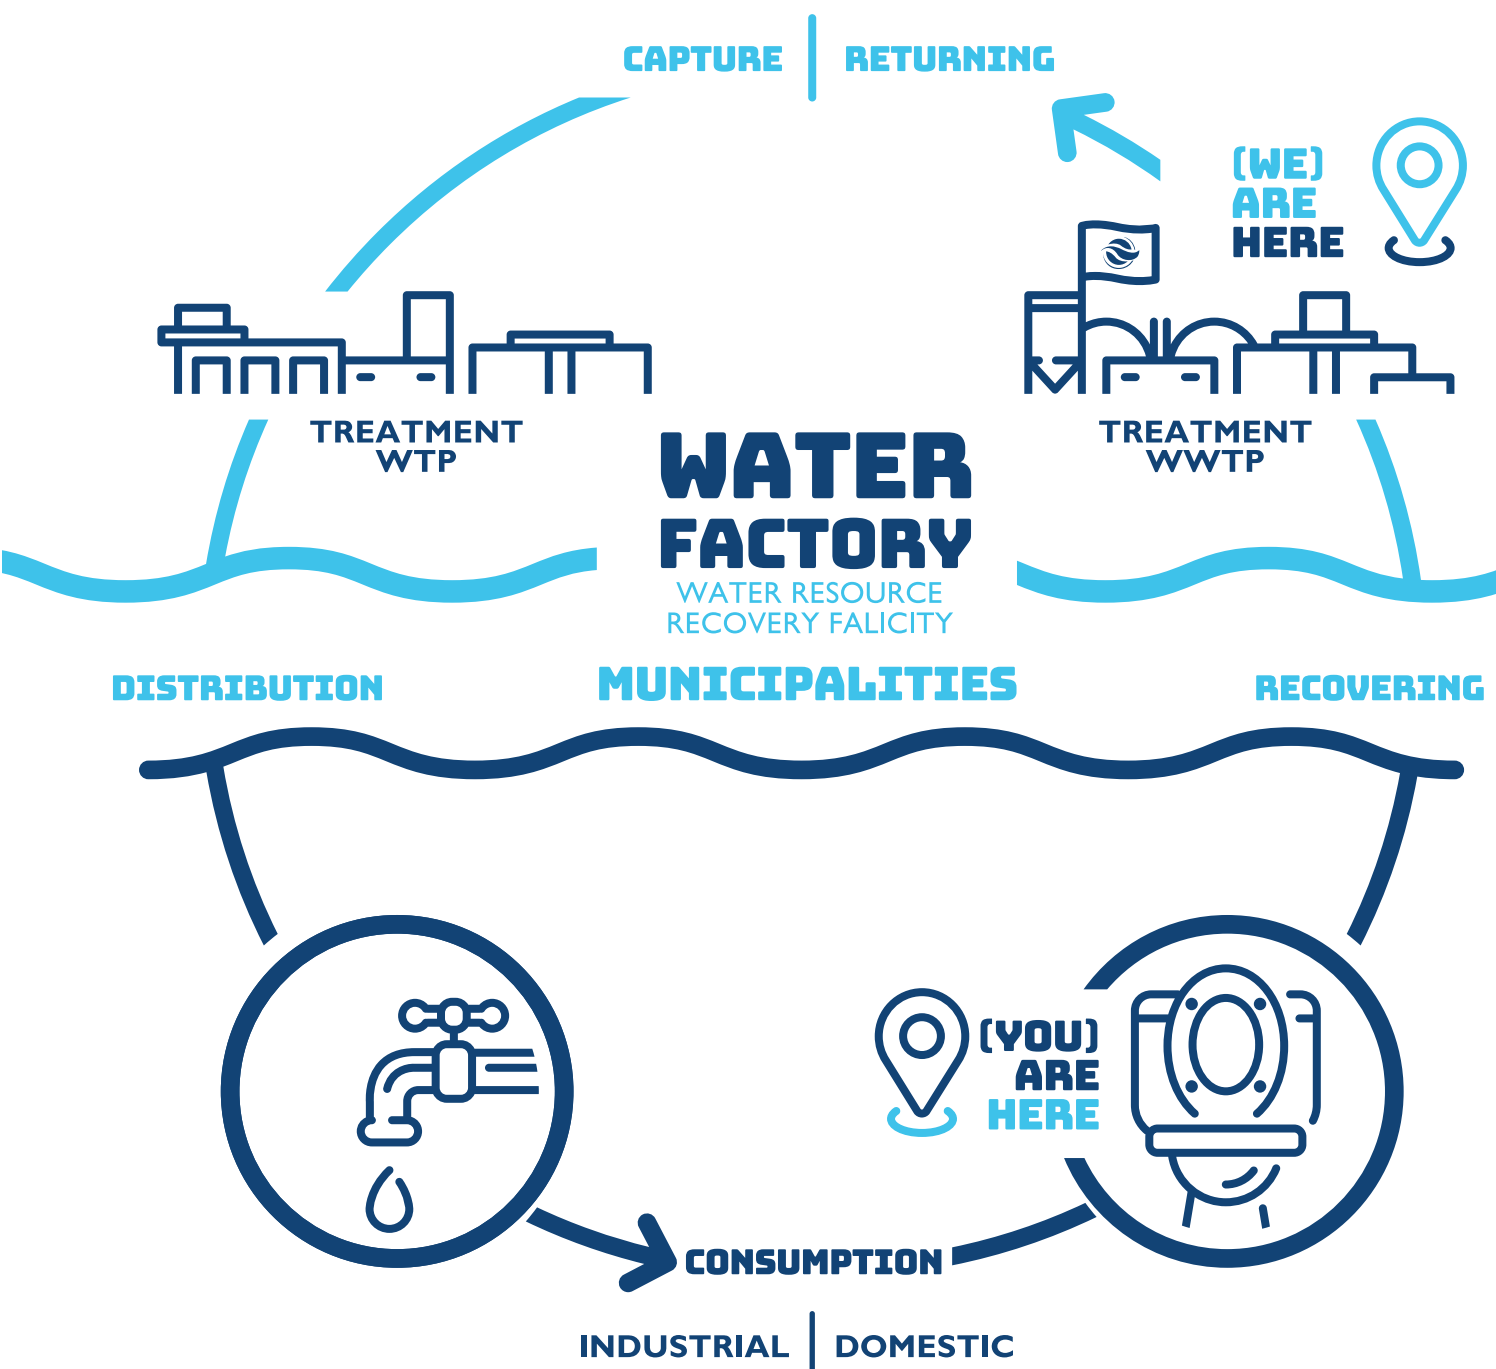 CAPTURE | RETURNING
(WE)
ARE
HERE
TREATMENT
WTP
TREATMENT
WWTP
WATER
FACTORY
WATER RESOURCE
RECOVERY FALICITY
DISTRIBUTION
MUNICIPALITIES
RECOVERING
(YOU)
ARE
HERE
CONSUMPTION
INDUSTRIAL | DOMESTIC